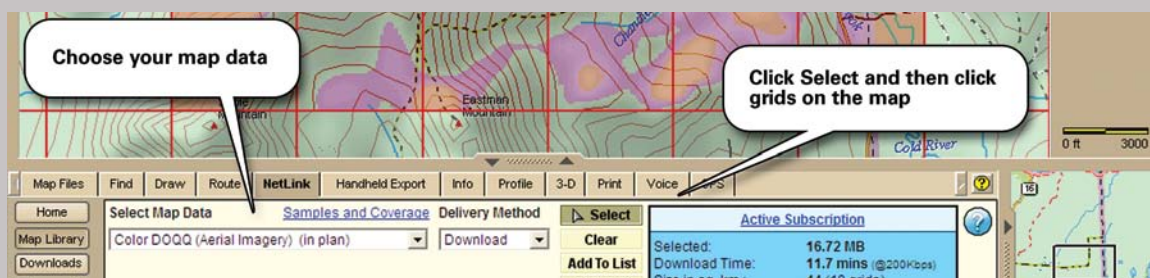 Choose your map data
Click Select and then click
grids on the map
Eastman
Mountain
Cold River
0 ft 3000
Map Files Find Draw Route NetLink Handheld Export Info Profile 3-D Print Voice
16
Home Select Map Data Samples and Coverage Delivery Method Select Active Subscription
Map Library Color DOQQ (Aerial Imagery) (in plan) Download Clear Selected: 16.72 MB
Downloads Add To List Download Time: 11.7 mins (@200Kbps)